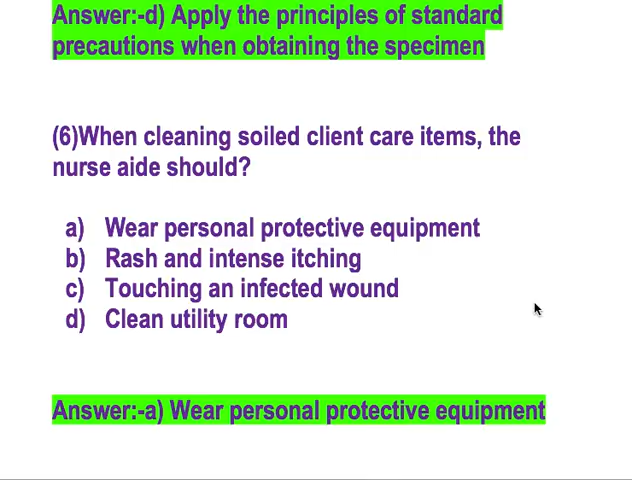 Answer:-d) Apply the principles of standard
precautions when obtaining the specimen
(6)When cleaning soiled client care items, the
nurse aide should?
a) Wear personal protective equipment
b) Rash and intense itching
c) Touching an infected wound
d) Clean utility room
Answer:-a) Wear personal protective equipment